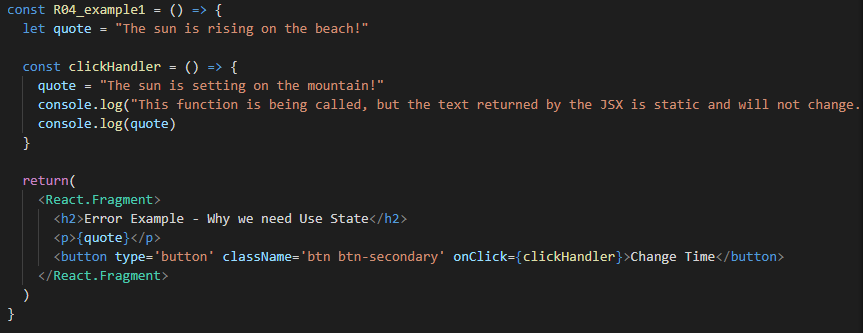 const R04_example1 = () => {
  let quote = "The sun is rising on the beach!"
  const clickHandler = () => {
    quote = "The sun is setting on the mountain!"
    console.log("This function is being called, but the text returned by the JSX is static and will not change.
    console.log(quote)
  }
  return(
    <React.Fragment>
      <h2>Error Example - Why we need Use State</h2>
      <p>{quote}</p>
      <button type='button' className='btn btn-secondary' onClick={clickHandler}>Change Time</button>
    </React.Fragment>
  )
}